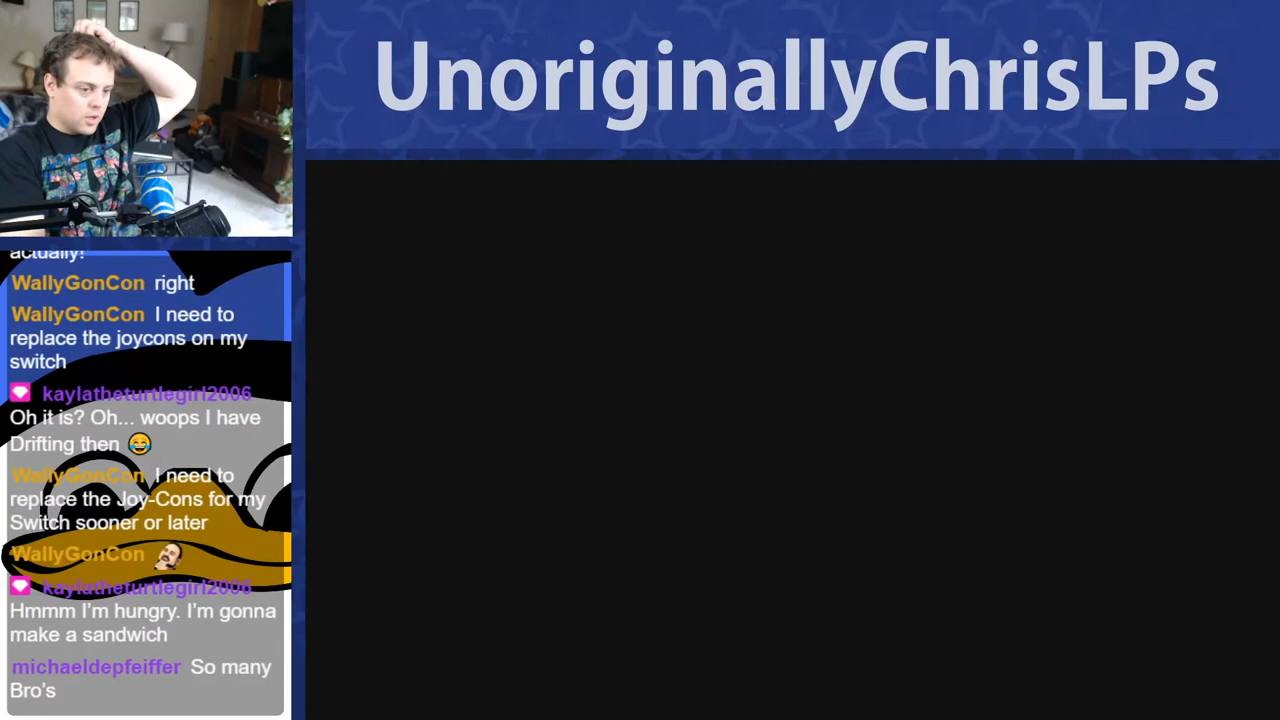 UnoriginallyChrisLPs
actually!
WallyGonCon right
WallyGonCon I need to
replace the joycons on my
switch
kaylatheturtlegirl2006
Oh it is? Oh... woops I have
Drifting then 😂
WallyGonCon I need to
replace the Joy-Cons for my
Switch sooner or later
WallyGonCon
kaylatheturtlegirl2006
Hmmm I'm hungry. I'm gonna
make a sandwich
michaeldepfeiffer So many
Bro's